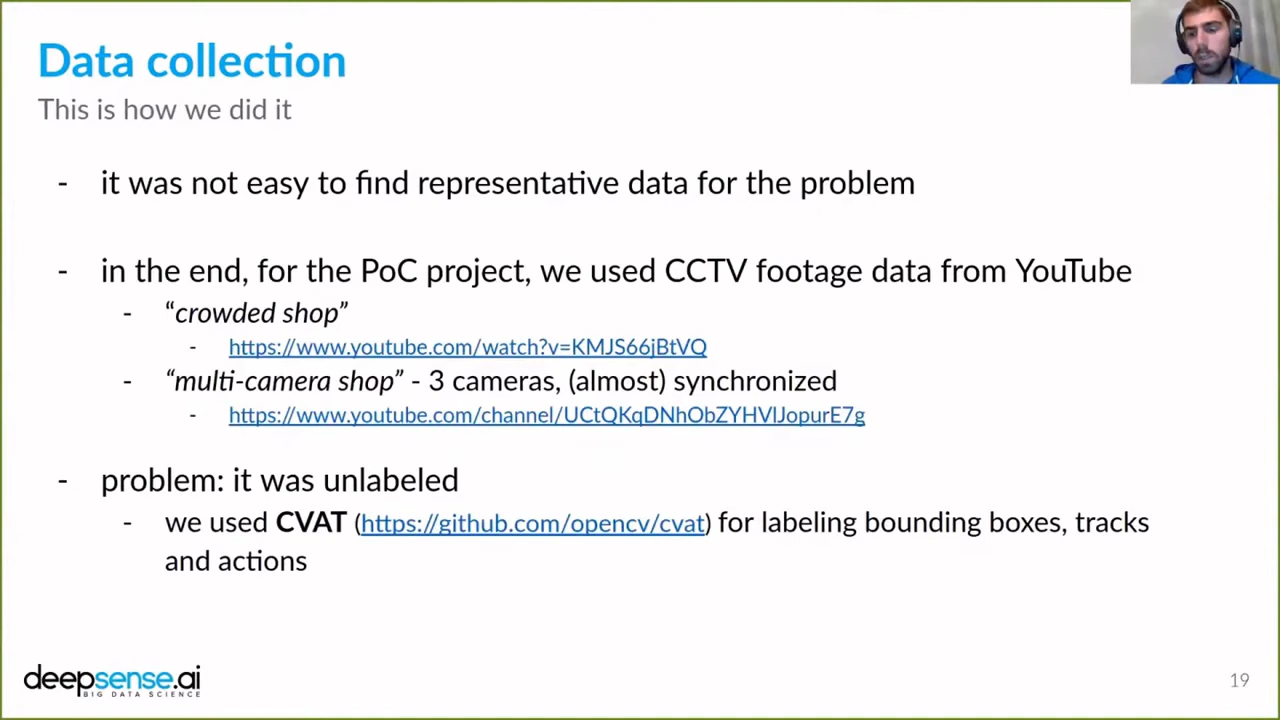 Data collection
This is how we did it
- it was not easy to find representative data for the problem
- in the end, for the PoC project, we used CCTV footage data from YouTube
- “crowded shop”
- https://www.youtube.com/watch?v=KMJS66jBtVQ
- “multi-camera shop” - 3 cameras, (almost) synchronized
- https://www.youtube.com/channel/UCtQKqDNhObZYHVlJopurE7g
- problem: it was unlabeled
- we used CVAT (https://github.com/opencv/cvat) for labeling bounding boxes, tracks
and actions
deepsense.ai
BIG DATA SCIENCE
19